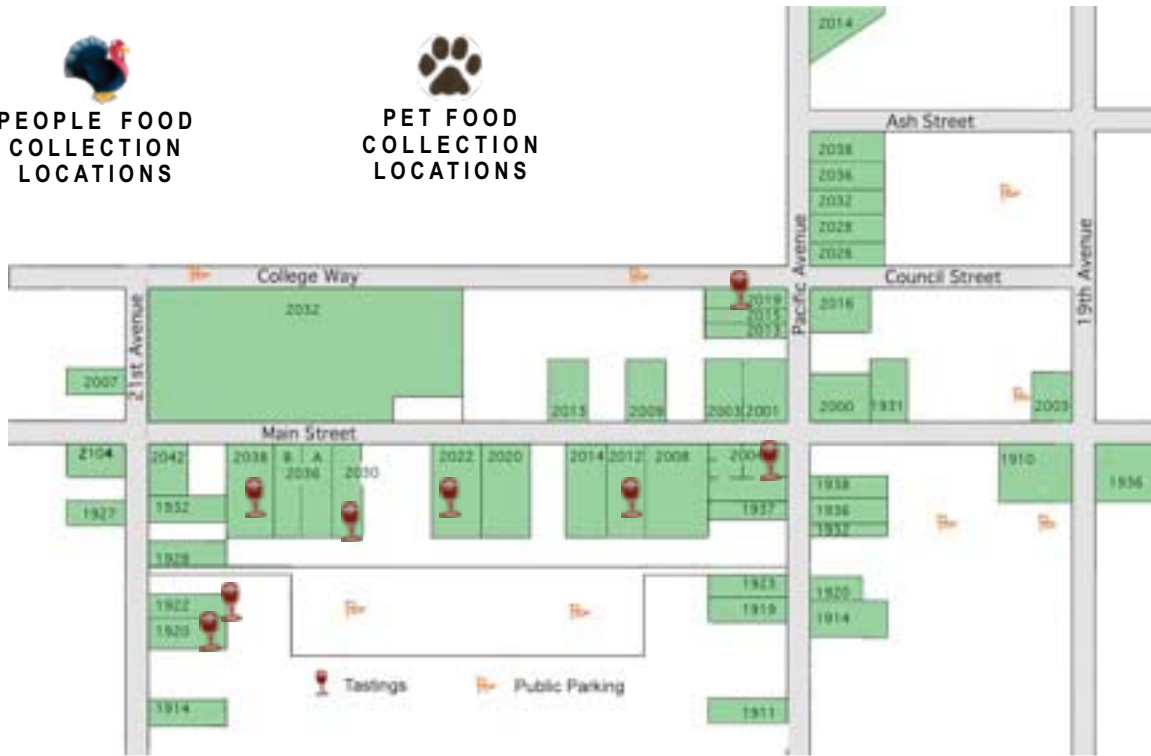 PEOPLE FOOD
COLLECTION
LOCATIONS
PET FOOD
COLLECTION
LOCATIONS
2014
Ash Street
2038
2036
2032
2028
2026
Pacific Avenue
19th Avenue
College Way
Council Street
21st Avenue
2032
2019
2015
2013
2016
2007
2013
2009
2003
2001
2000
1931
2003
Main Street
2104
2042
2038
B
A
2036
2030
2022
2020
2014
2012
2008
2004
1910
1936
1938
1936
1932
1932
1937
1927
1928
1922
1920
1923
1919
1920
1914
Tastings
Public Parking
1914
1911